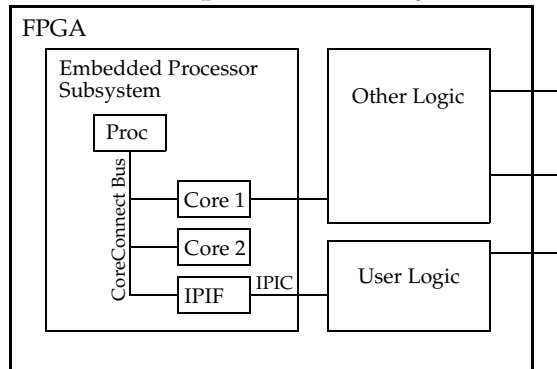 FPGA
Embedded Processor
Subsystem
Other Logic
Proc
CoreConnect Bus
Core 1
Core 2
IPIF
IPIC
User Logic